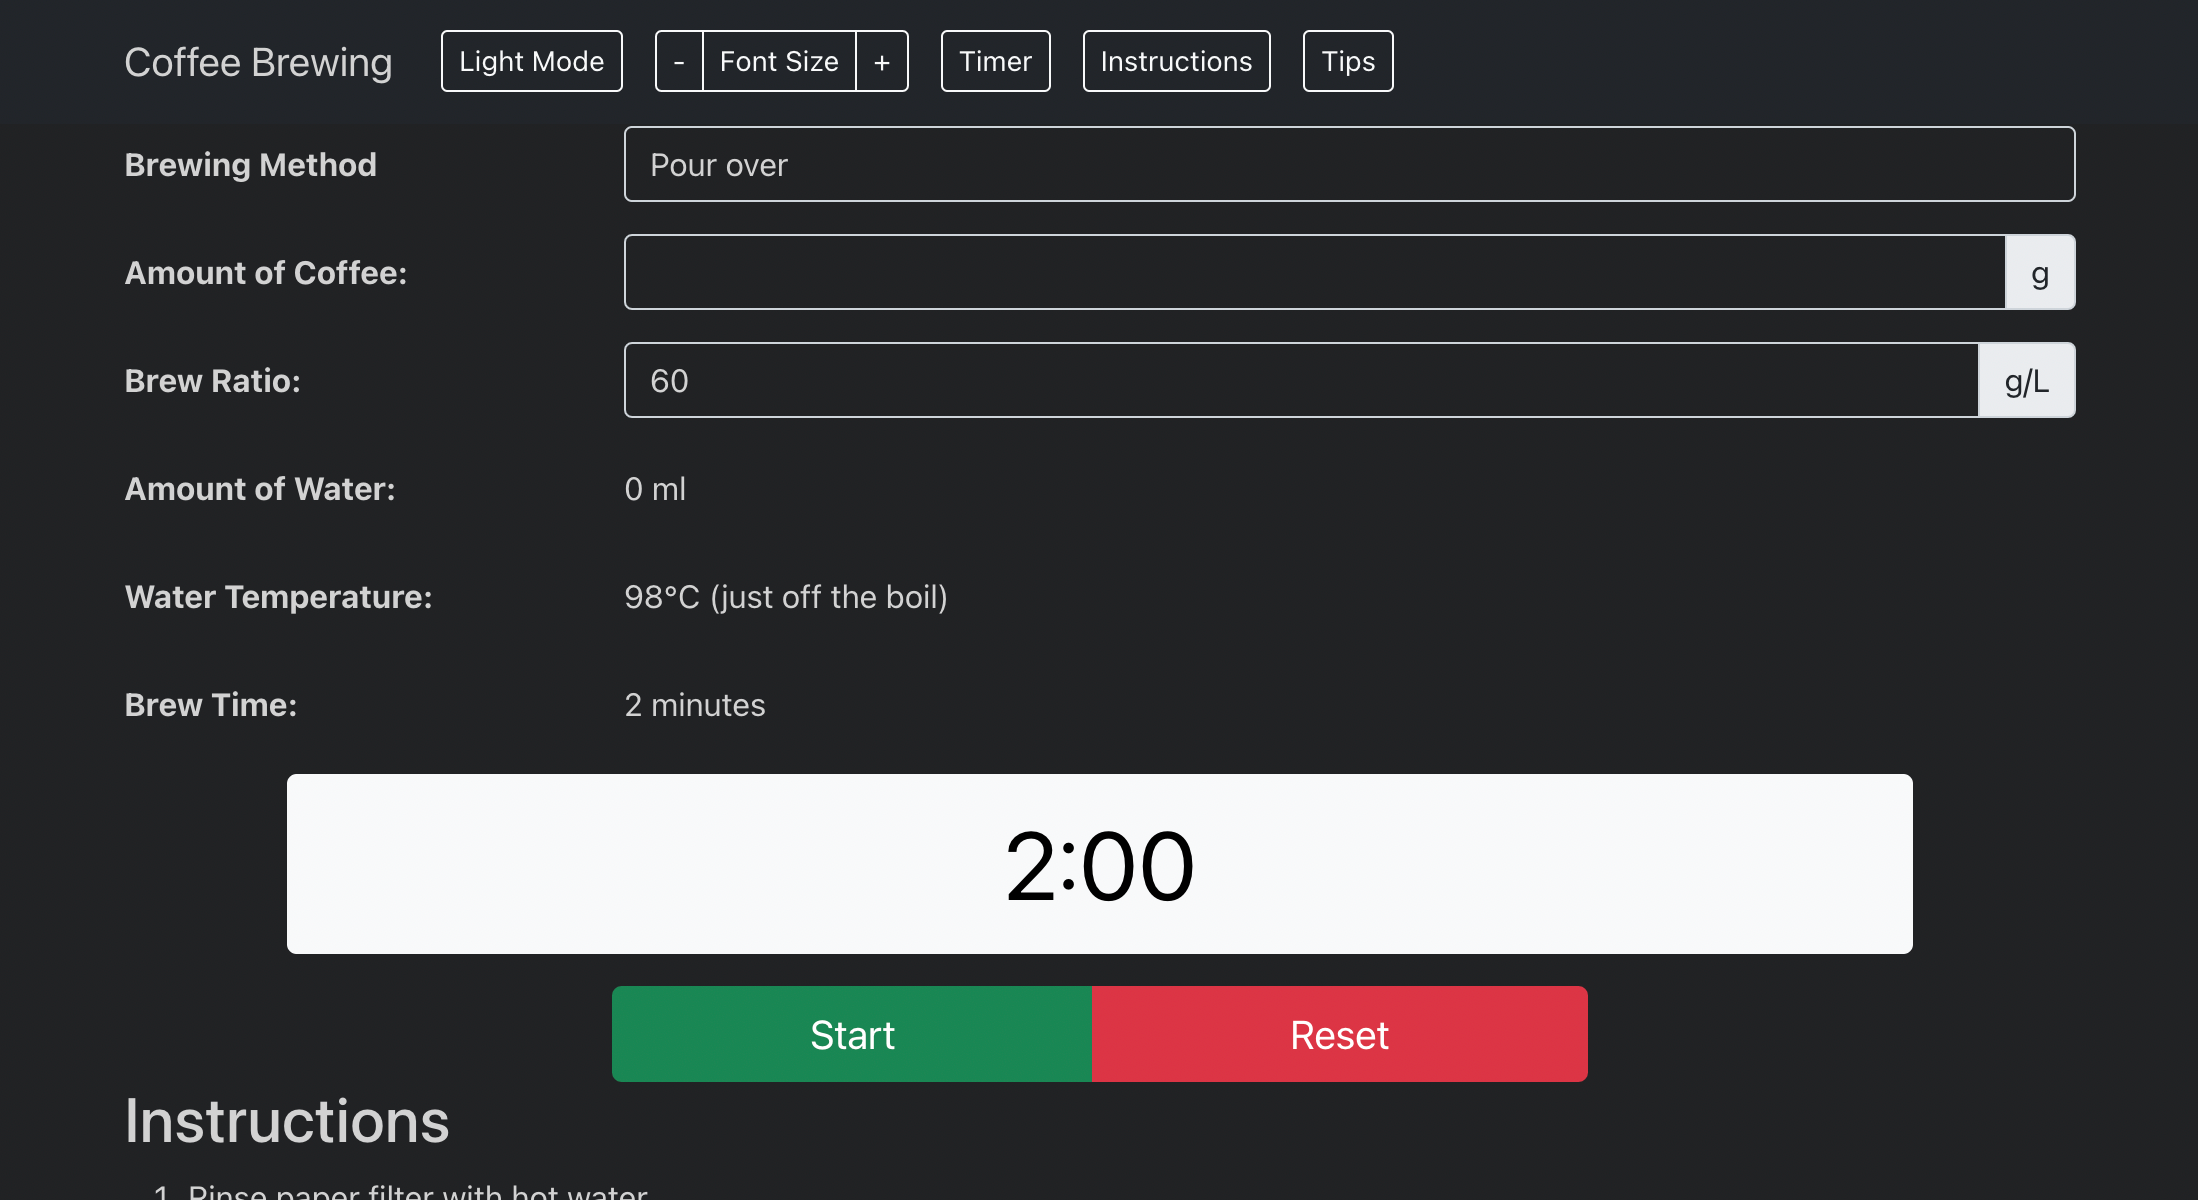 Coffee Brewing
Light Mode
- Font Size +
Timer
Instructions
Tips
Brewing Method
Pour over
Amount of Coffee:
g
Brew Ratio:
60
g/L
Amount of Water:
0 ml
Water Temperature:
98°C (just off the boil)
Brew Time:
2 minutes
2:00
Start
Reset
Instructions
1. Rinse paper filter with hot water